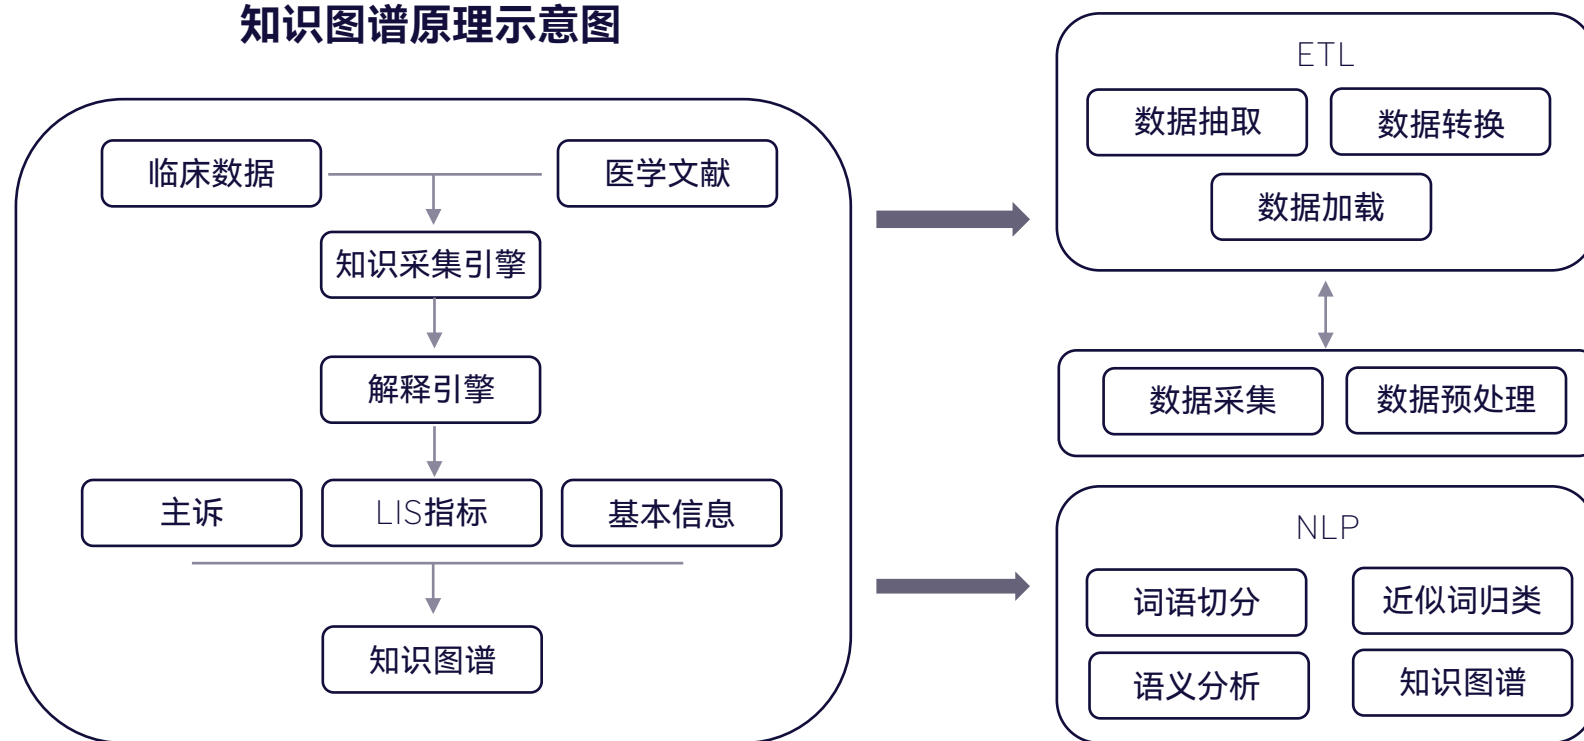 知识图谱原理示意图
临床数据
医学文献
知识采集引擎
解释引擎
主诉
LIS指标
基本信息
知识图谱
ETL
数据抽取
数据转换
数据加载
数据采集
数据预处理
NLP
词语切分
近似词归类
语义分析
知识图谱